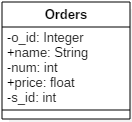 Orders
-o_id: Integer
+name: String
-num: int
+price: float
-s_id: int